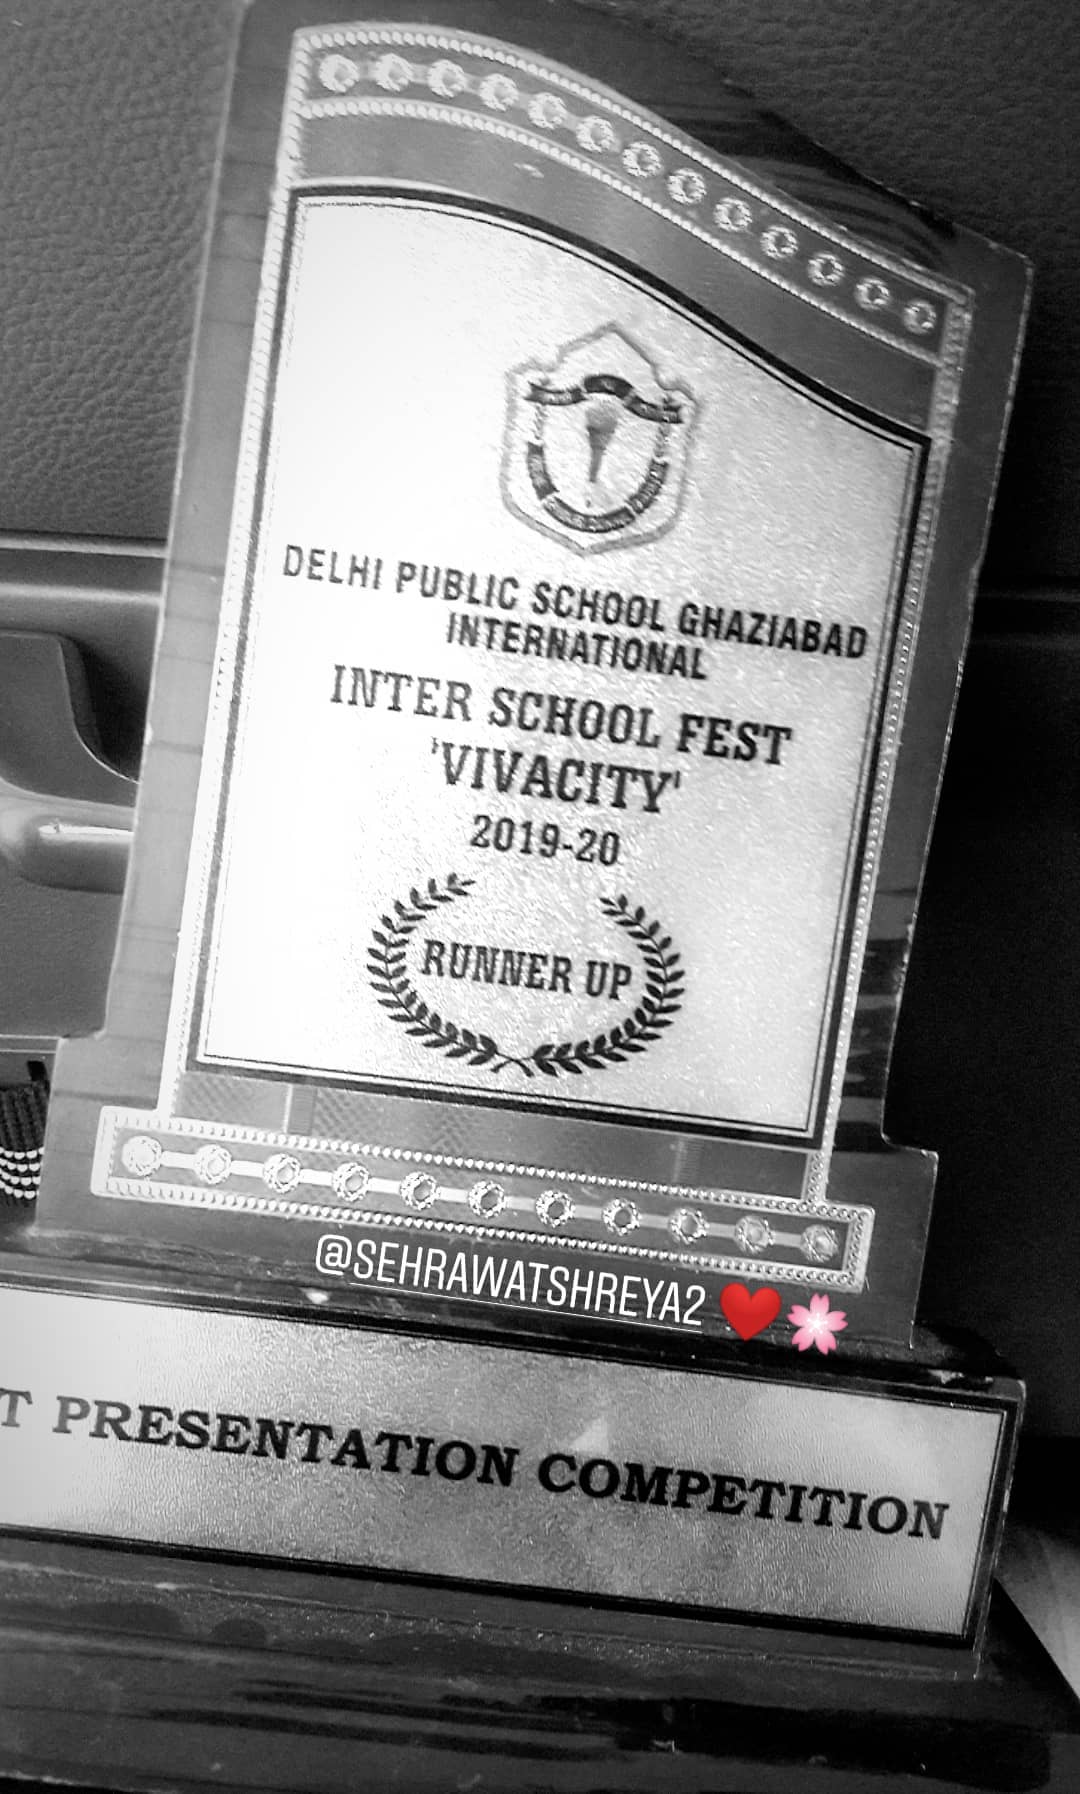 DELHI PUBLIC SCHOOL GHAZIABAD
INTERNATIONAL
INTER SCHOOL FEST
'VIVACITY'
2019-20
RUNNER UP
@SEHRAWATSHREYA2 ❤️🌸
T PRESENTATION COMPETITION